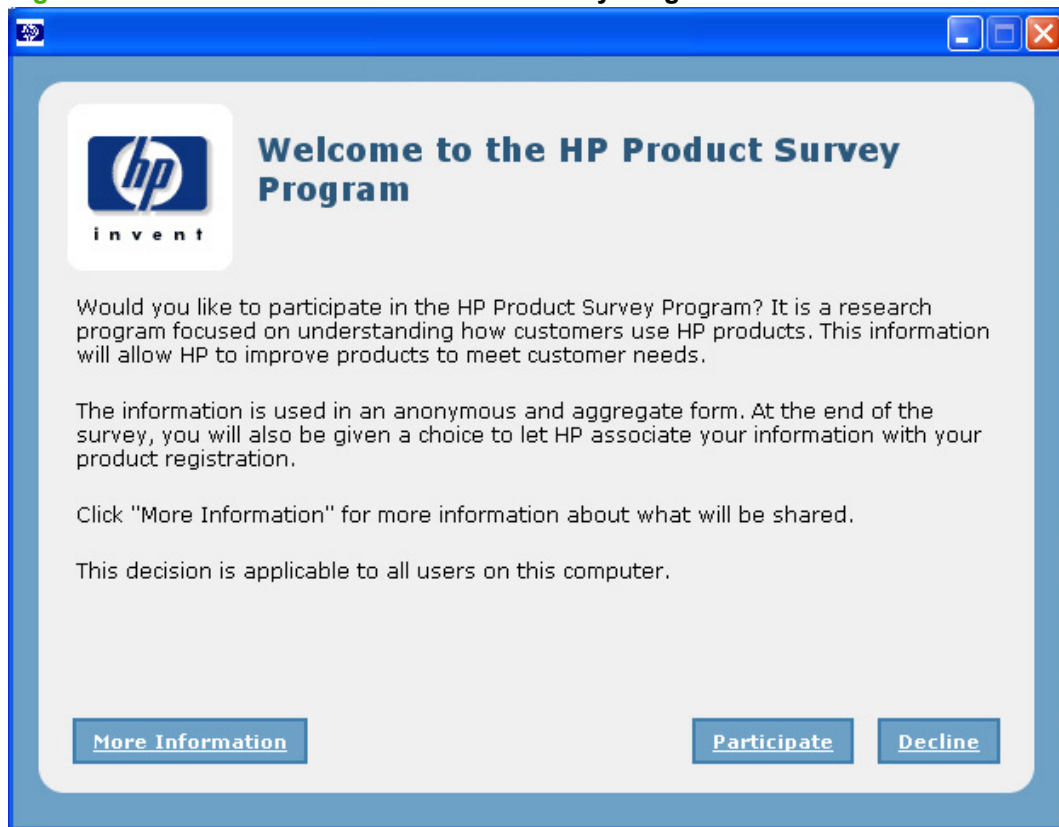 hp
invent
Welcome to the HP Product Survey
Program
Would you like to participate in the HP Product Survey Program? It is a research
program focused on understanding how customers use HP products. This information
will allow HP to improve products to meet customer needs.
The information is used in an anonymous and aggregate form. At the end of the
survey, you will also be given a choice to let HP associate your information with your
product registration.
Click "More Information" for more information about what will be shared.
This decision is applicable to all users on this computer.
More Information
Participate
Decline